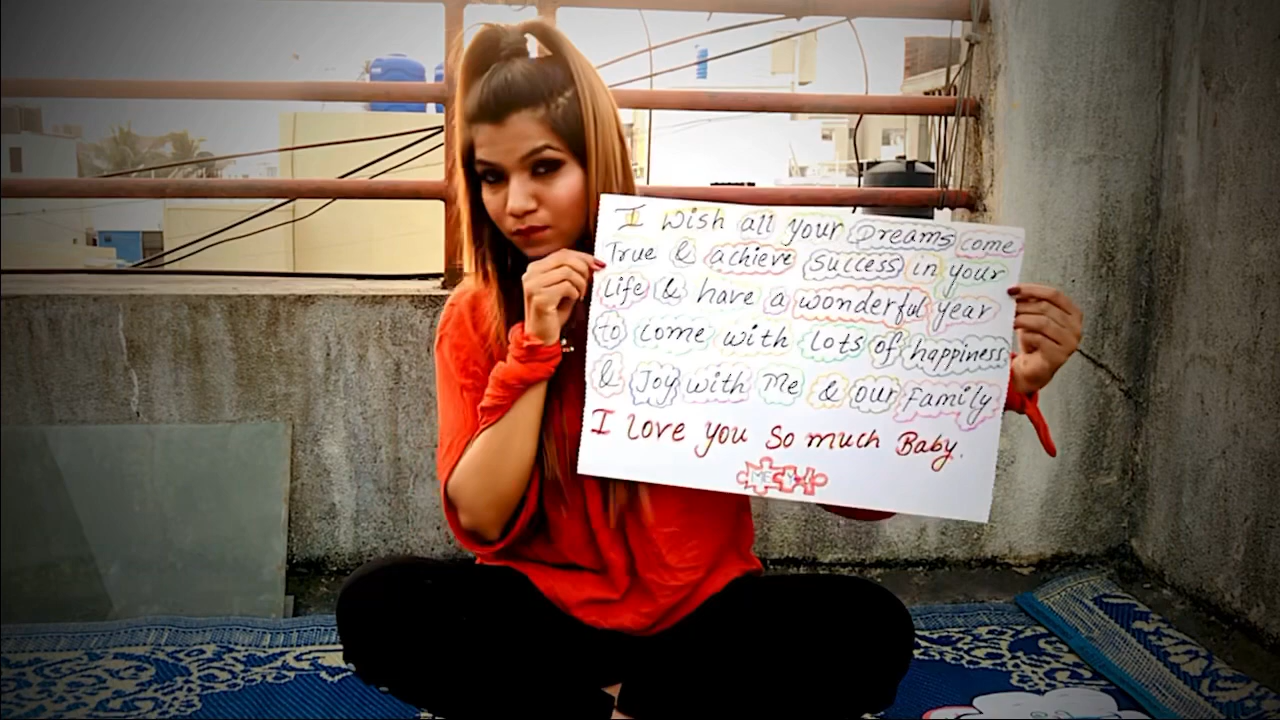 I wish all your Dreams come
True & achieve success in your
Life & have a wonderful year
To come with lots of happiness
& Joy with Me & our Family
I love you so much Baby.